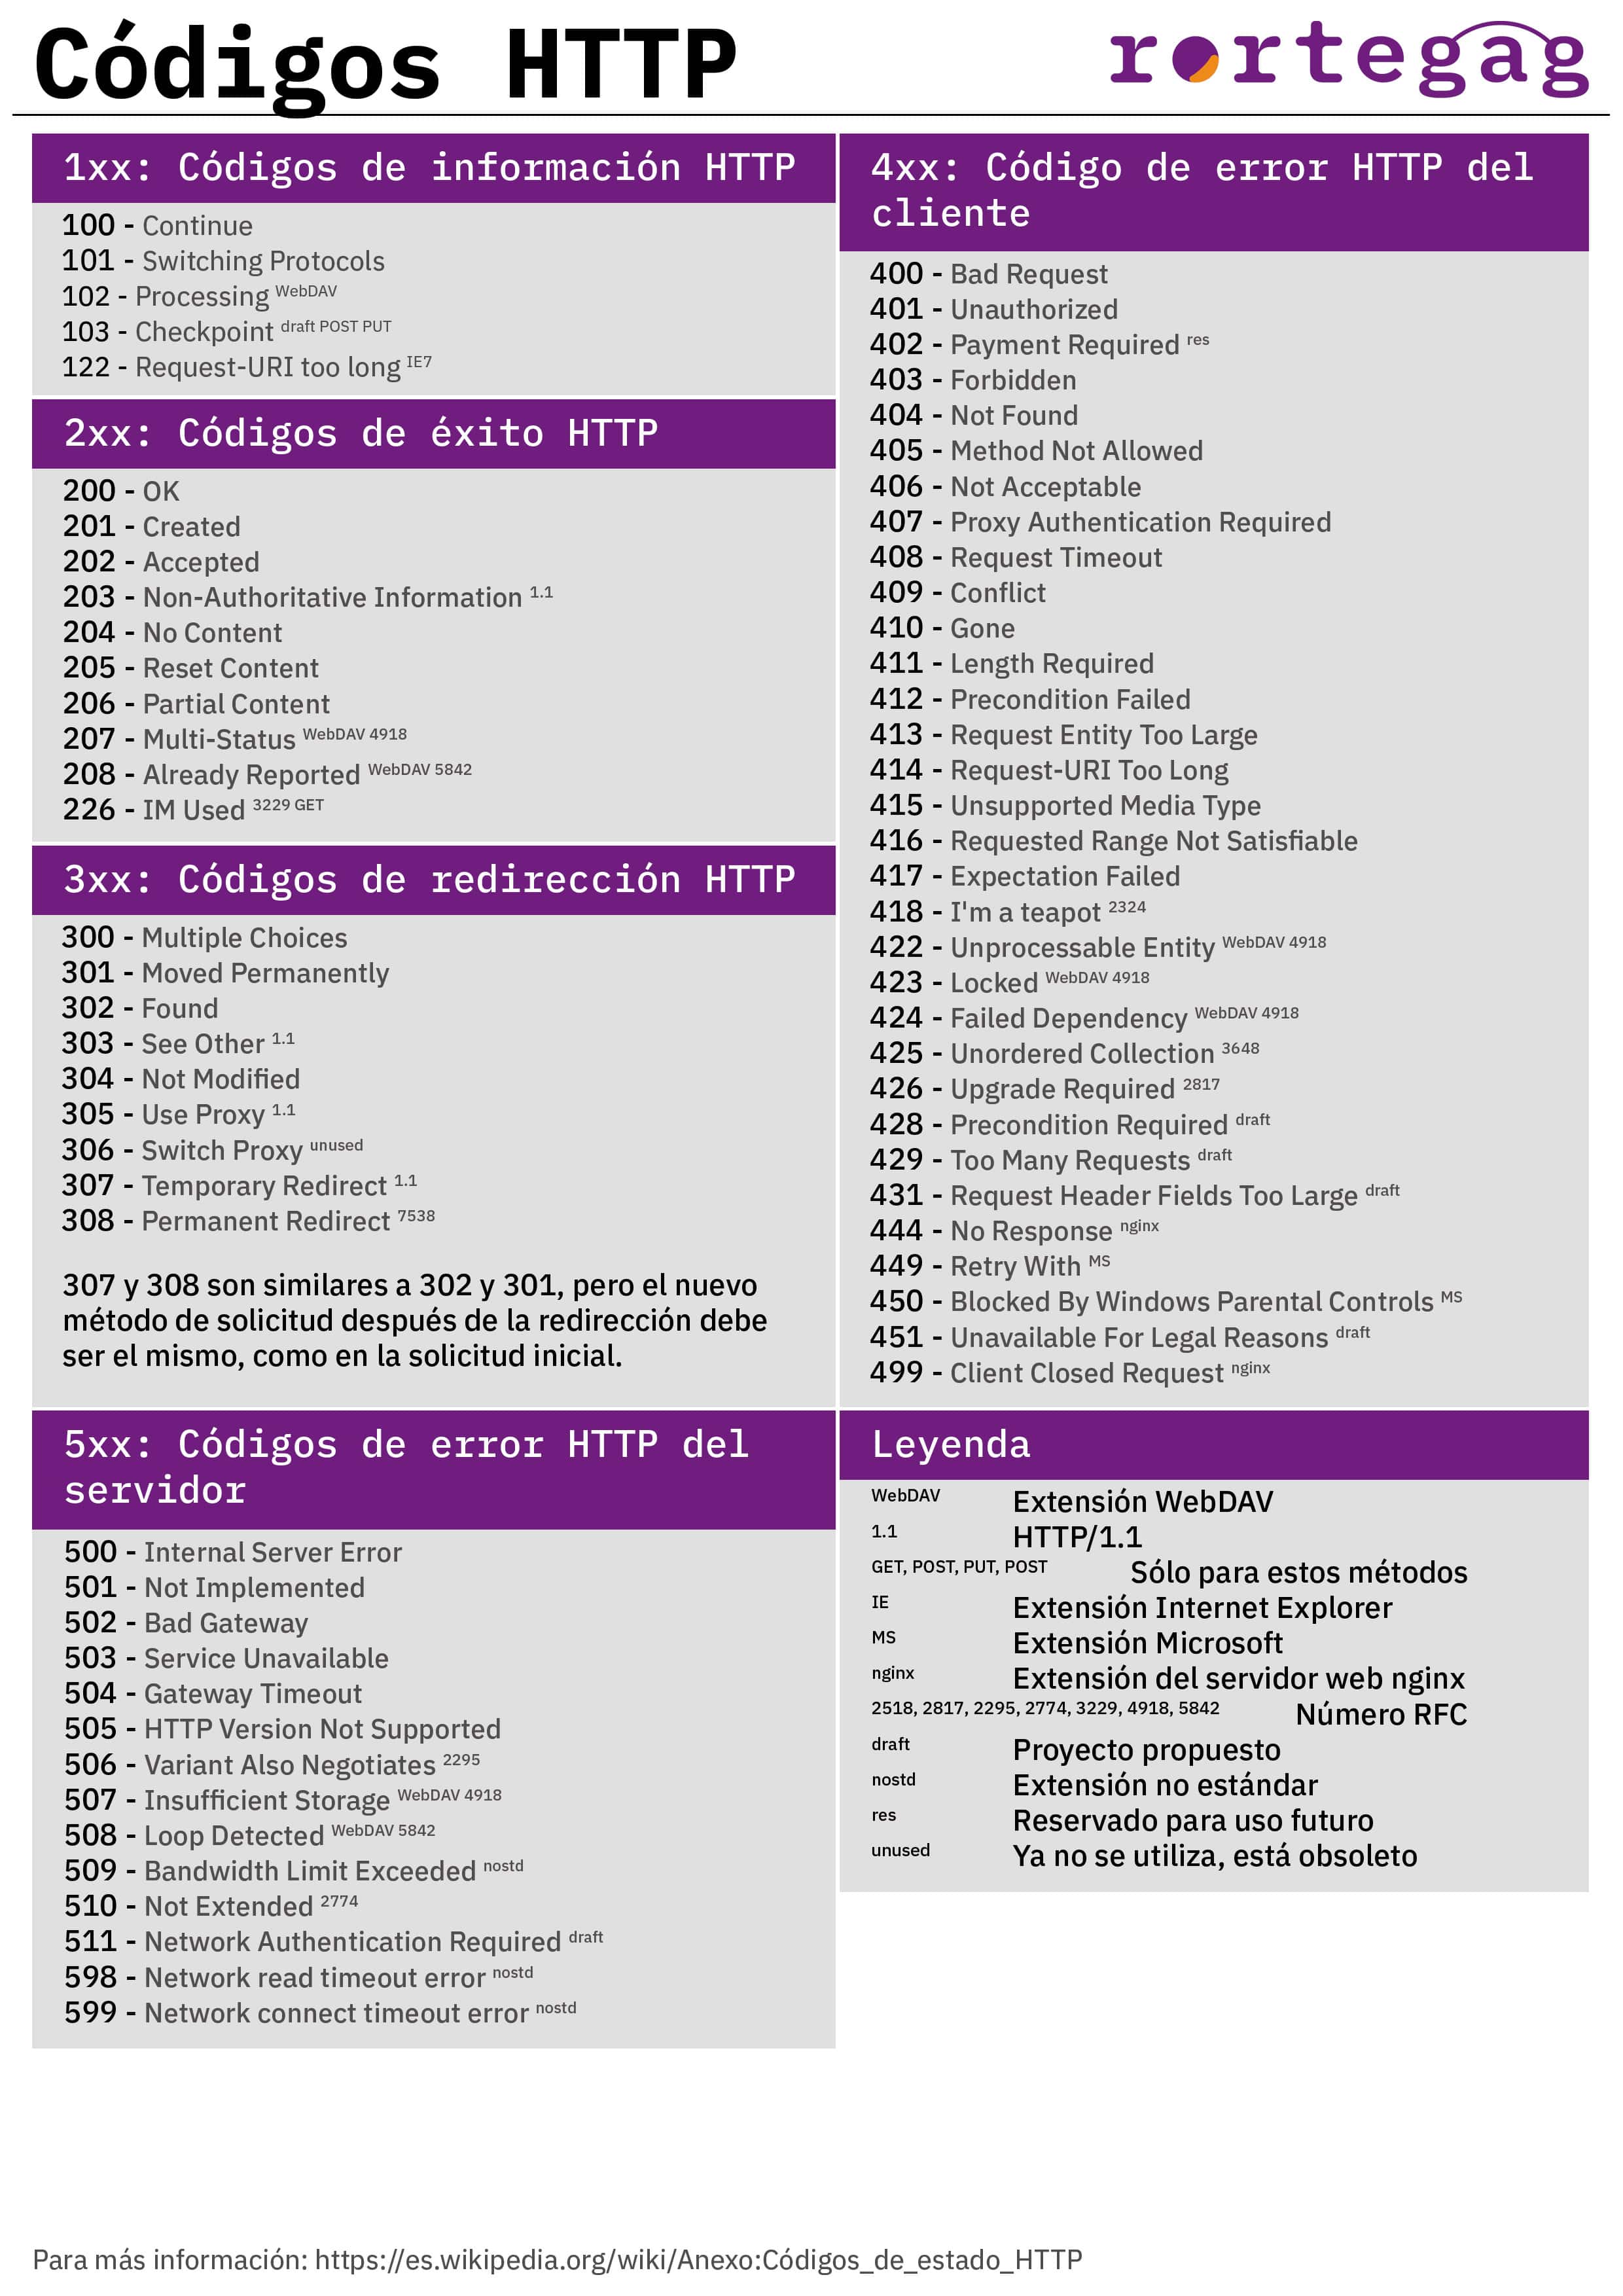 Códigos HTTP
rortegag
1xx: Códigos de información HTTP
100 - Continue
101 - Switching Protocols
102 - Processing WebDAV
103 - Checkpoint draft POST PUT
122 - Request-URI too long IE7
2xx: Códigos de éxito HTTP
200 - OK
201 - Created
202 - Accepted
203 - Non-Authoritative Information 1.1
204 - No Content
205 - Reset Content
206 - Partial Content
207 - Multi-Status WebDAV 4918
208 - Already Reported WebDAV 5842
226 - IM Used 3229 GET
3xx: Códigos de redirección HTTP
300 - Multiple Choices
301 - Moved Permanently
302 - Found
303 - See Other 1.1
304 - Not Modified
305 - Use Proxy 1.1
306 - Switch Proxy unused
307 - Temporary Redirect 1.1
308 - Permanent Redirect 7538
307 y 308 son similares a 302 y 301, pero el nuevo
método de solicitud después de la redirección debe
ser el mismo, como en la solicitud inicial.
5xx: Códigos de error HTTP del
servidor
500 - Internal Server Error
501 - Not Implemented
502 - Bad Gateway
503 - Service Unavailable
504 - Gateway Timeout
505 - HTTP Version Not Supported
506 - Variant Also Negotiates 2295
507 - Insufficient Storage WebDAV 4918
508 - Loop Detected WebDAV 5842
509 - Bandwidth Limit Exceeded nostd
510 - Not Extended 2774
511 - Network Authentication Required draft
598 - Network read timeout error nostd
599 - Network connect timeout error nostd
4xx: Código de error HTTP del
cliente
400 - Bad Request
401 - Unauthorized
402 - Payment Required res
403 - Forbidden
404 - Not Found
405 - Method Not Allowed
406 - Not Acceptable
407 - Proxy Authentication Required
408 - Request Timeout
409 - Conflict
410 - Gone
411 - Length Required
412 - Precondition Failed
413 - Request Entity Too Large
414 - Request-URI Too Long
415 - Unsupported Media Type
416 - Requested Range Not Satisfiable
417 - Expectation Failed
418 - I'm a teapot 2324
422 - Unprocessable Entity WebDAV 4918
423 - Locked WebDAV 4918
424 - Failed Dependency WebDAV 4918
425 - Unordered Collection 3648
426 - Upgrade Required 2817
428 - Precondition Required draft
429 - Too Many Requests draft
431 - Request Header Fields Too Large draft
444 - No Response nginx
449 - Retry With MS
450 - Blocked By Windows Parental Controls MS
451 - Unavailable For Legal Reasons draft
499 - Client Closed Request nginx
Leyenda
WebDAV Extensión WebDAV
1.1 HTTP/1.1
GET, POST, PUT, POST Sólo para estos métodos
IE Extensión Internet Explorer
MS Extensión Microsoft
nginx Extensión del servidor web nginx
2518, 2817, 2295, 2774, 3229, 4918, 5842 Número RFC
draft Proyecto propuesto
nostd Extensión no estándar
res Reservado para uso futuro
unused Ya no se utiliza, está obsoleto
Para más información: https://es.wikipedia.org/wiki/Anexo:Códigos_de_estado_HTTP